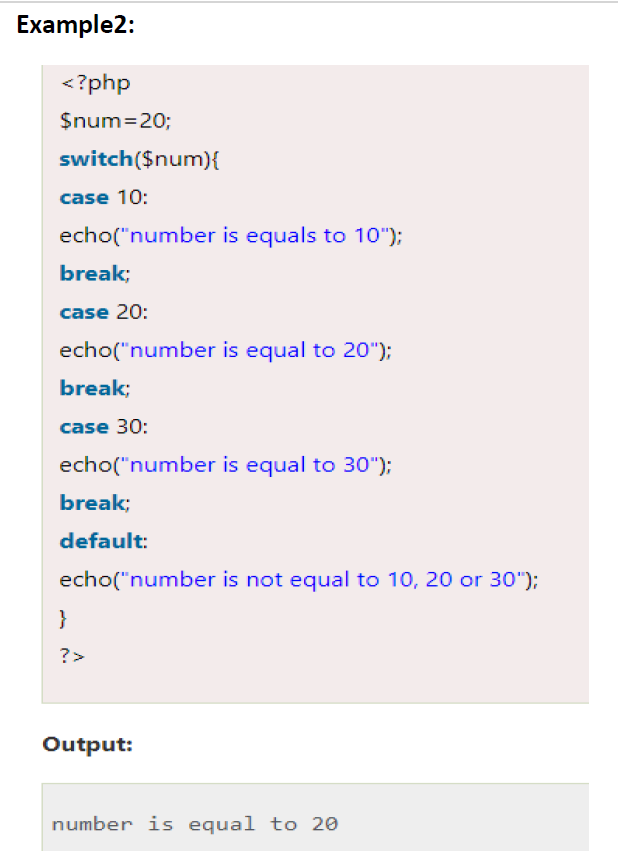 Example2:
<?php
$num=20;
switch($num){
case 10:
echo("number is equals to 10");
break;
case 20:
echo("number is equal to 20");
break;
case 30:
echo("number is equal to 30");
break;
default:
echo("number is not equal to 10, 20 or 30");
}
?>
Output:
number is equal to 20